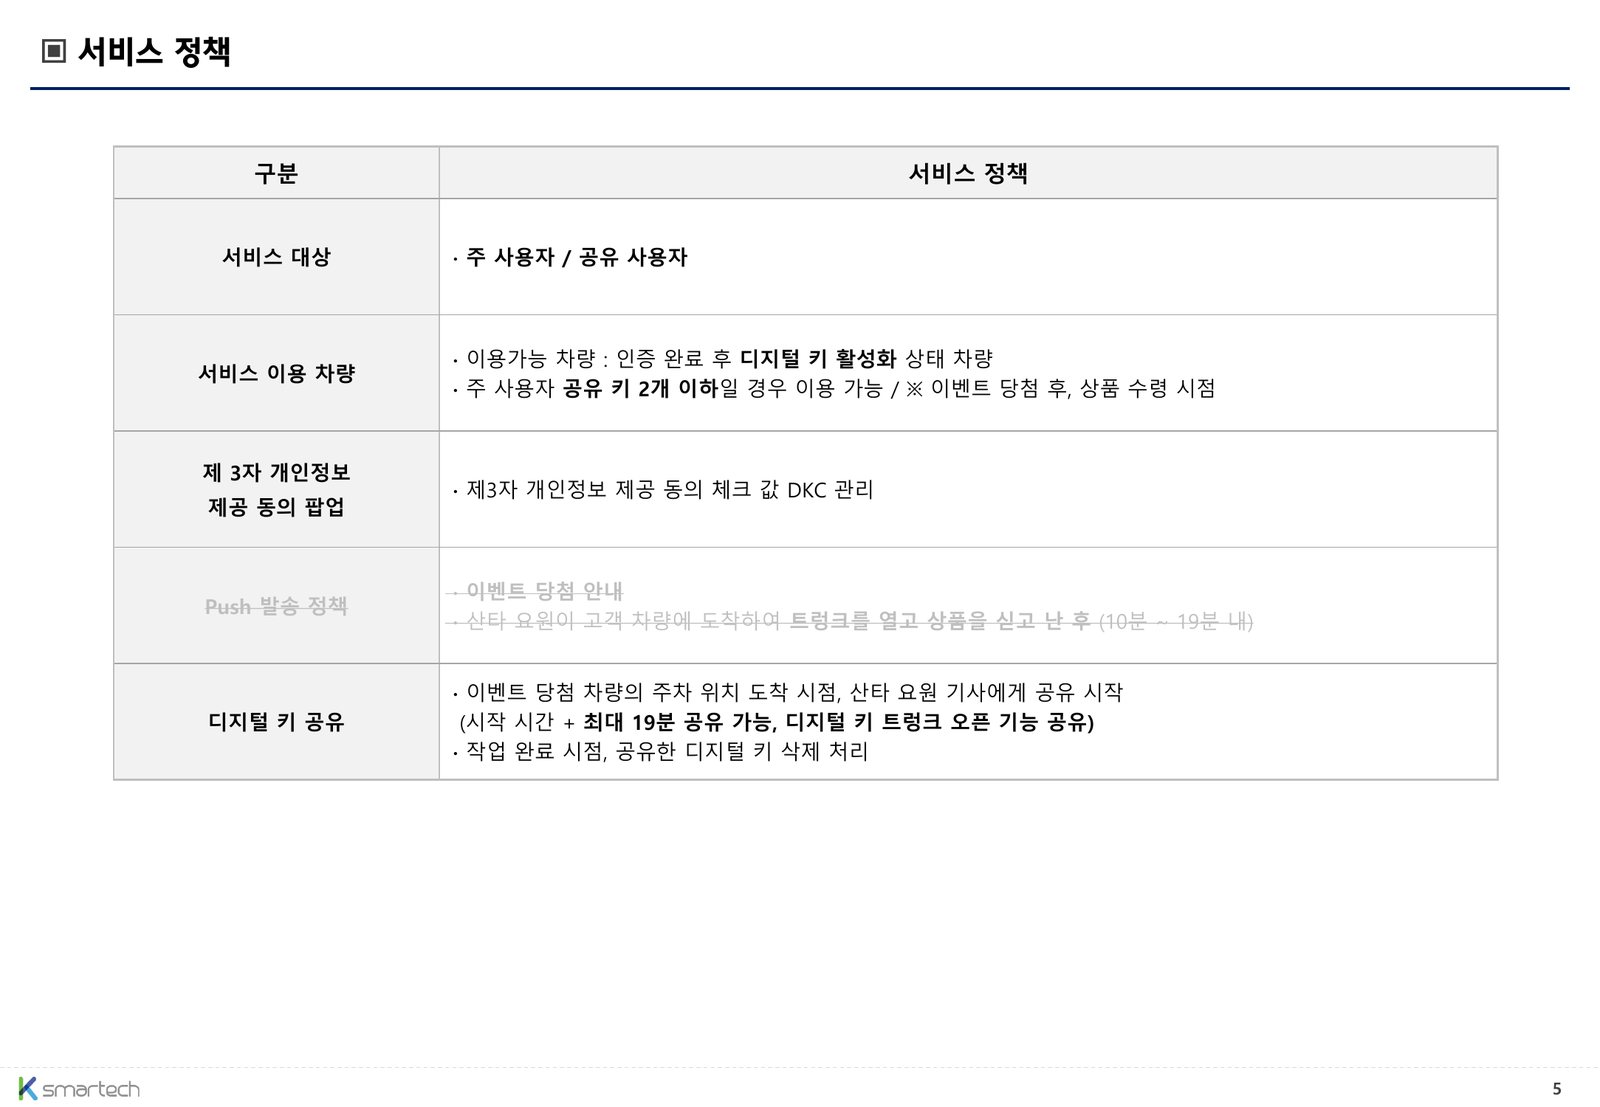 ▣ 서비스 정책
구분
서비스 정책
서비스 대상
· 주 사용자 / 공유 사용자
서비스 이용 차량
· 이용가능 차량 : 인증 완료 후 디지털 키 활성화 상태 차량
· 주 사용자 공유 키 2개 이하일 경우 이용 가능 / ※ 이벤트 당첨 후, 상품 수령 시점
제 3자 개인정보
제공 동의 팝업
· 제3자 개인정보 제공 동의 체크 값 DKC 관리
Push 발송 정책
· 이벤트 당첨 안내
· 산타 요원이 고객 차량에 도착하여 트렁크를 열고 상품을 싣고 난 후 (10분 ~ 19분 내)
디지털 키 공유
· 이벤트 당첨 차량의 주차 위치 도착 시점, 산타 요원 기사에게 공유 시작
(시작 시간 + 최대 19분 공유 가능, 디지털 키 트렁크 오픈 기능 공유)
· 작업 완료 시점, 공유한 디지털 키 삭제 처리
K smartech
5